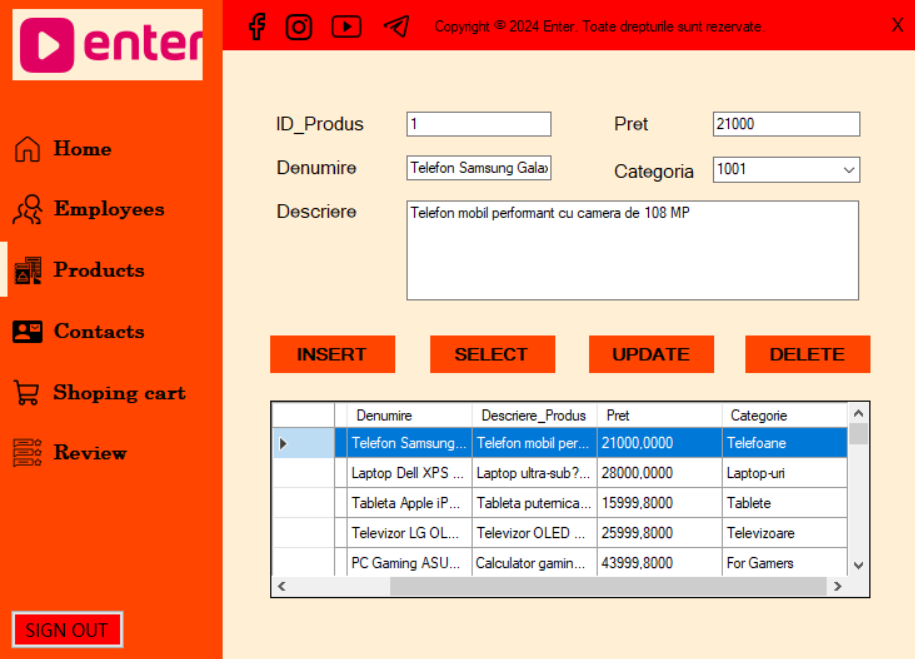 enter
Copyright © 2024 Enter. Toate drepturile sunt rezervate.
X
Home
Employees
Products
Contacts
Shoping cart
Review
SIGN OUT
ID_Produs 1 Pret 21000
Denumire Telefon Samsung Gala Categoria 1001
Descriere Telefon mobil performant cu camera de 108 MP
INSERT SELECT UPDATE DELETE
Denumire Descriere_Produs Pret Categorie
Telefon Samsung... Telefon mobil per... 21000,0000 Telefoane
Laptop Dell XPS ... Laptop ultra-sub?... 28000,0000 Laptop-uri
Tableta Apple iP... Tableta puternica... 15999,8000 Tablete
Televizor LG OL... Televizor OLED ... 25999,8000 Televizoare
PC Gaming ASU... Calculator gamin... 43999,8000 For Gamers